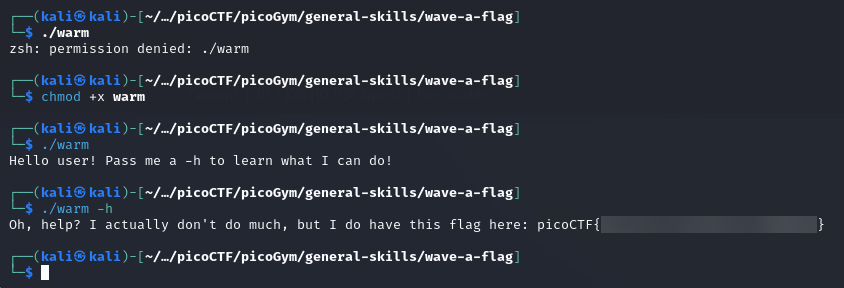 ┌──(kali㉿kali)-[~/…/picoCTF/picoGym/general-skills/wave-a-flag]
└─$ ./warm
zsh: permission denied: ./warm
┌──(kali㉿kali)-[~/…/picoCTF/picoGym/general-skills/wave-a-flag]
└─$ chmod +x warm
┌──(kali㉿kali)-[~/…/picoCTF/picoGym/general-skills/wave-a-flag]
└─$ ./warm
Hello user! Pass me a -h to learn what I can do!
┌──(kali㉿kali)-[~/…/picoCTF/picoGym/general-skills/wave-a-flag]
└─$ ./warm -h
Oh, help? I actually don't do much, but I do have this flag here: picoCTF{ }
┌──(kali㉿kali)-[~/…/picoCTF/picoGym/general-skills/wave-a-flag]
└─$